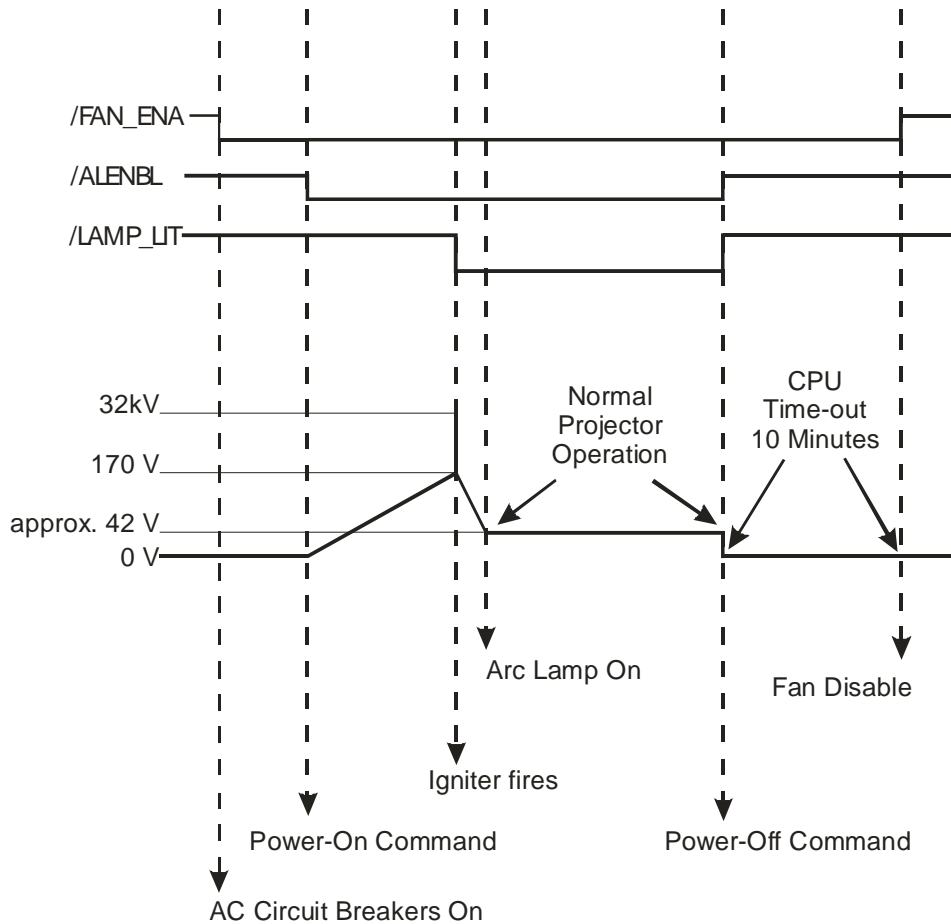 /FAN_ENA
/ALENBL
/LAMP_LIT
32kV
170 V
approx. 42 V
0 V
Normal
Projector
Operation
CPU
Time-out
10 Minutes
Arc Lamp On
Fan Disable
Igniter fires
Power-On Command
Power-Off Command
AC Circuit Breakers On